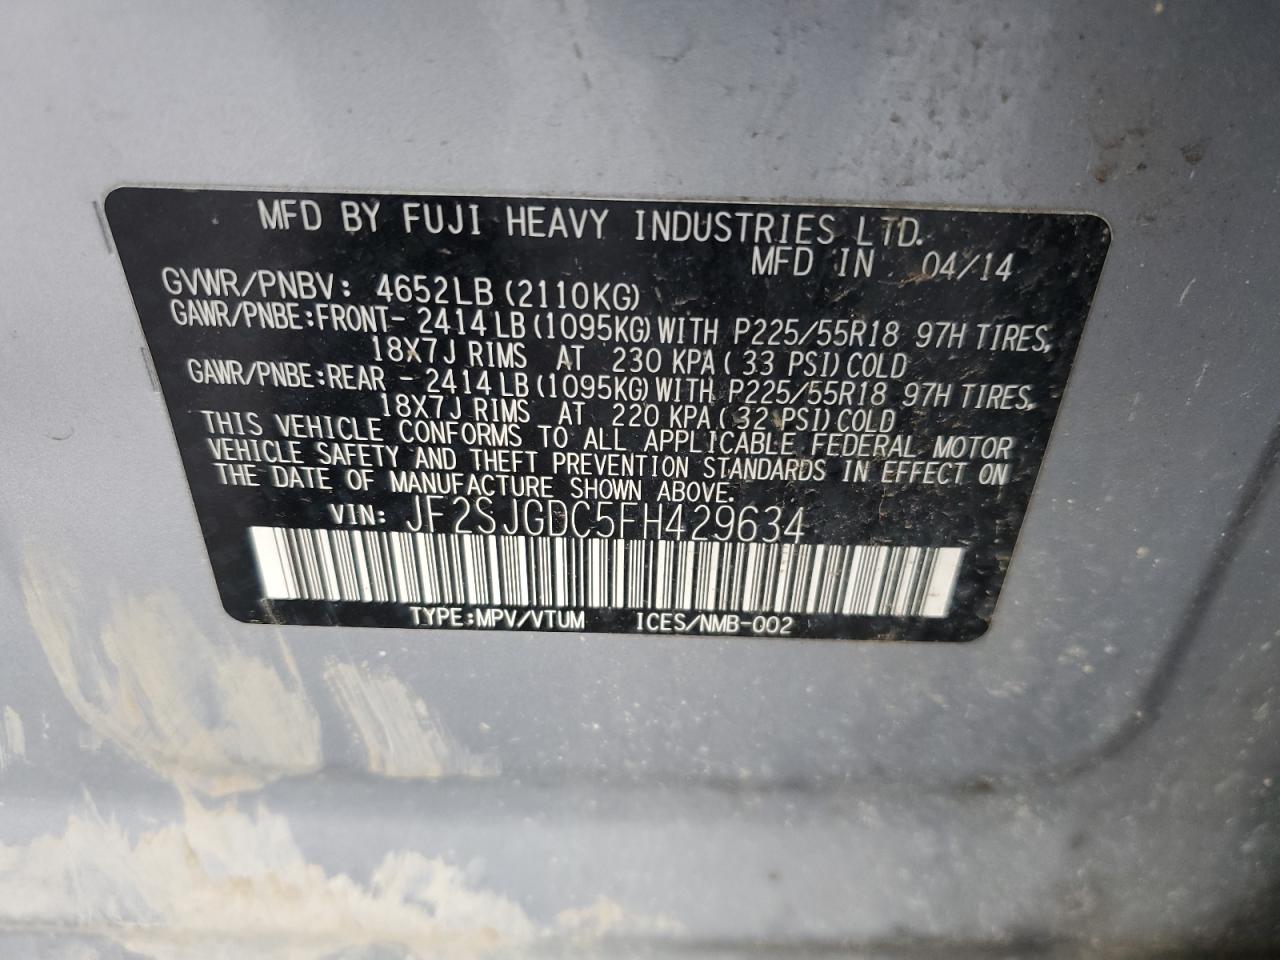 MFD BY FUJI HEAVY INDUSTRIES LTD.
MFD IN 04/14
GVWR/PNBV: 4652LB (2110KG)
GAWR/PNBE:FRONT- 2414 LB (1095KG) WITH P225/55R18 97H TIRES,
18X7J RIMS AT 230 KPA ( 33 PSI) COLD
GAWR/PNBE:REAR - 2414 LB (1095KG) WITH P225/55R18 97H TIRES,
18X7J RIMS AT 220 KPA ( 32 PSI) COLD
THIS VEHICLE CONFORMS TO ALL APPLICABLE FEDERAL MOTOR
VEHICLE SAFETY AND THEFT PREVENTION STANDARDS IN EFFECT ON
THE DATE OF MANUFACTURE SHOWN ABOVE.
VIN: JF2SJGDC5FH429634
TYPE:MPV/VTUM ICES/NMB-002